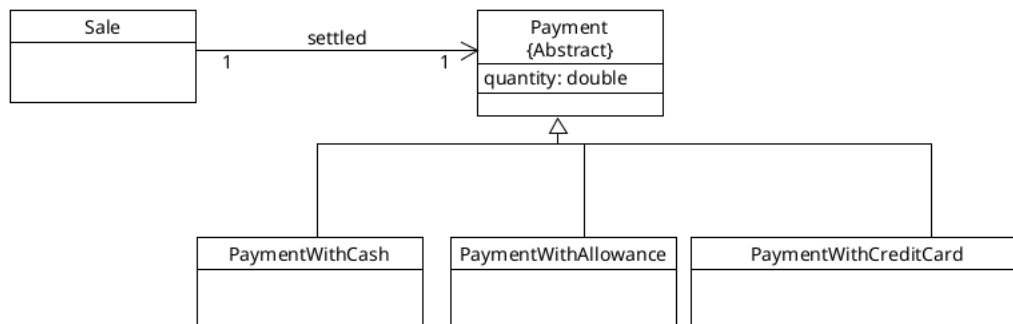 Sale
settled
1
1
Payment
{Abstract}
quantity: double
PaymentWithCash
PaymentWithAllowance
PaymentWithCreditCard